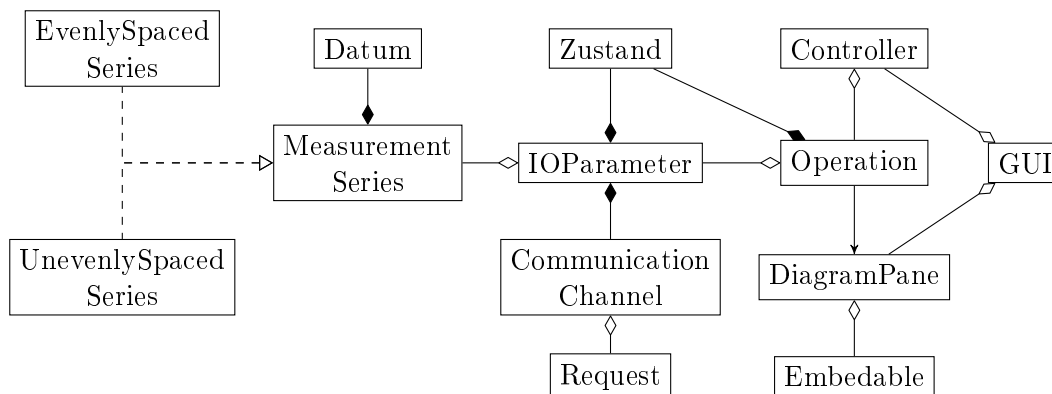 EvenlySpaced
Series
Datum
Zustand
Controller
Measurement
Series
IOParameter
Operation
GUI
UnevenlySpaced
Series
Communication
Channel
DiagramPane
Request
Embedable